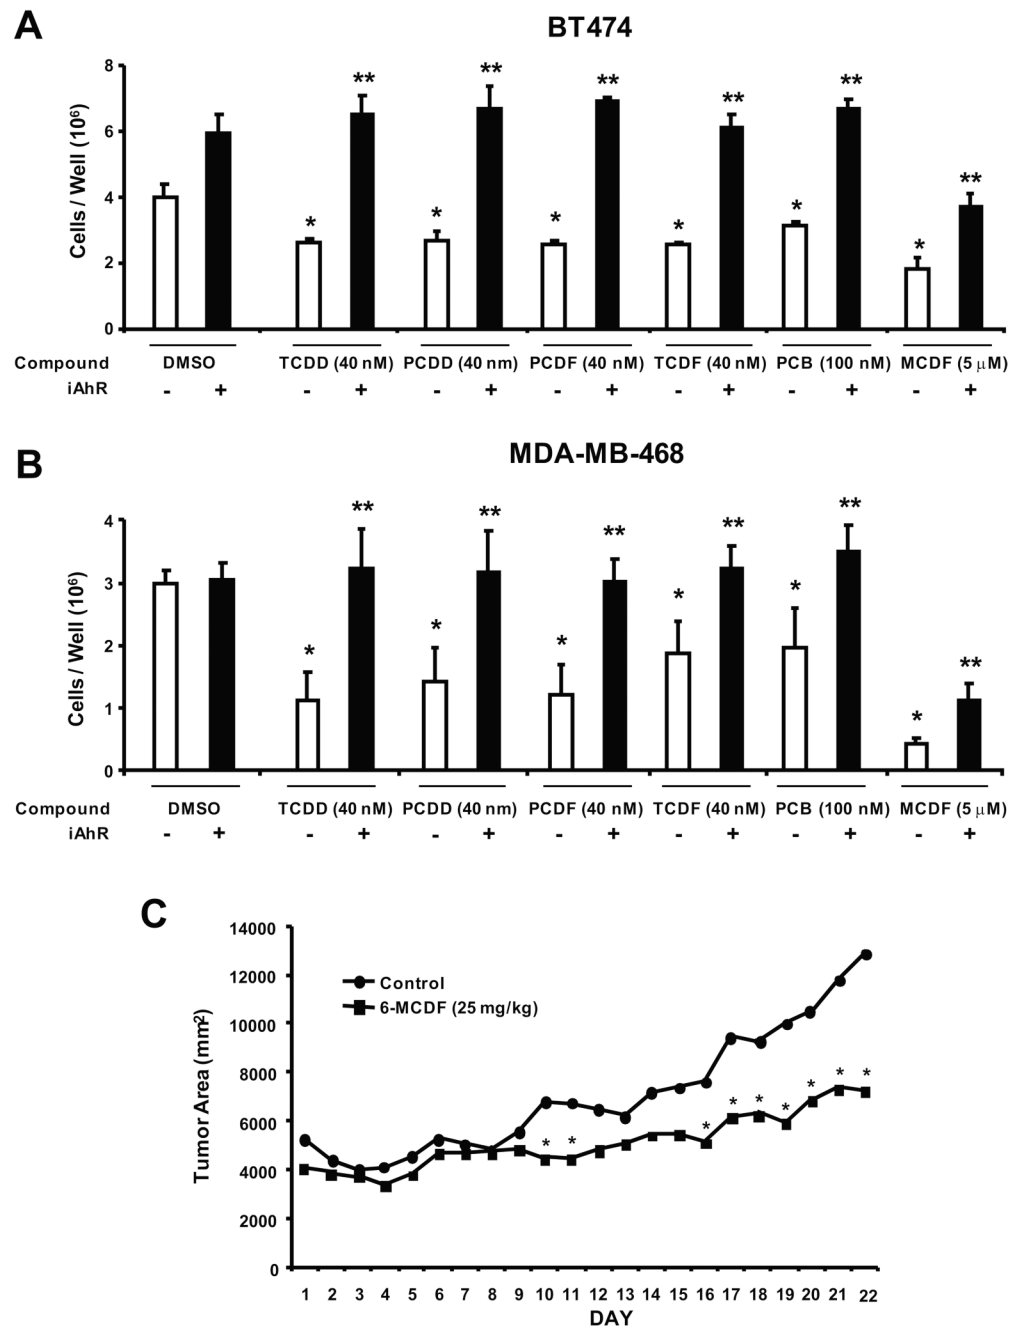 A
BT474
Cells / Well (10⁶)
8
6
4
2
0
* ** * ** * ** * ** * ** * **
Compound DMSO TCDD (40 nM) PCDD (40 nm) PCDF (40 nM) TCDF (40 nM) PCB (100 nM) MCDF (5 μM)
iAhR - + - + - + - + - + - + - +
B
MDA-MB-468
Cells / Well (10⁶)
4
3
2
1
0
* ** * ** * ** * ** * ** * **
Compound DMSO TCDD (40 nM) PCDD (40 nm) PCDF (40 nM) TCDF (40 nM) PCB (100 nM) MCDF (5 μM)
iAhR - + - + - + - + - + - + - +
C
Tumor Area (mm²)
14000
12000
10000
8000
6000
4000
2000
0
Control
6-MCDF (25 mg/kg)
* * * * * * * * *
1 2 3 4 5 6 7 8 9 10 11 12 13 14 15 16 17 18 19 20 21 22
DAY